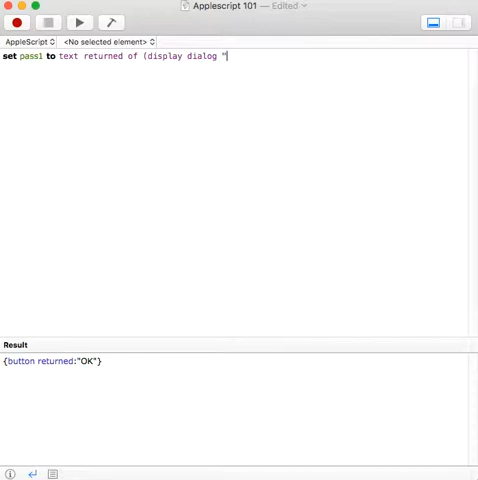 Applescript 101 — Edited
AppleScript <No selected element>
set pass1 to text returned of (display dialog "
Result
{button returned:"OK"}